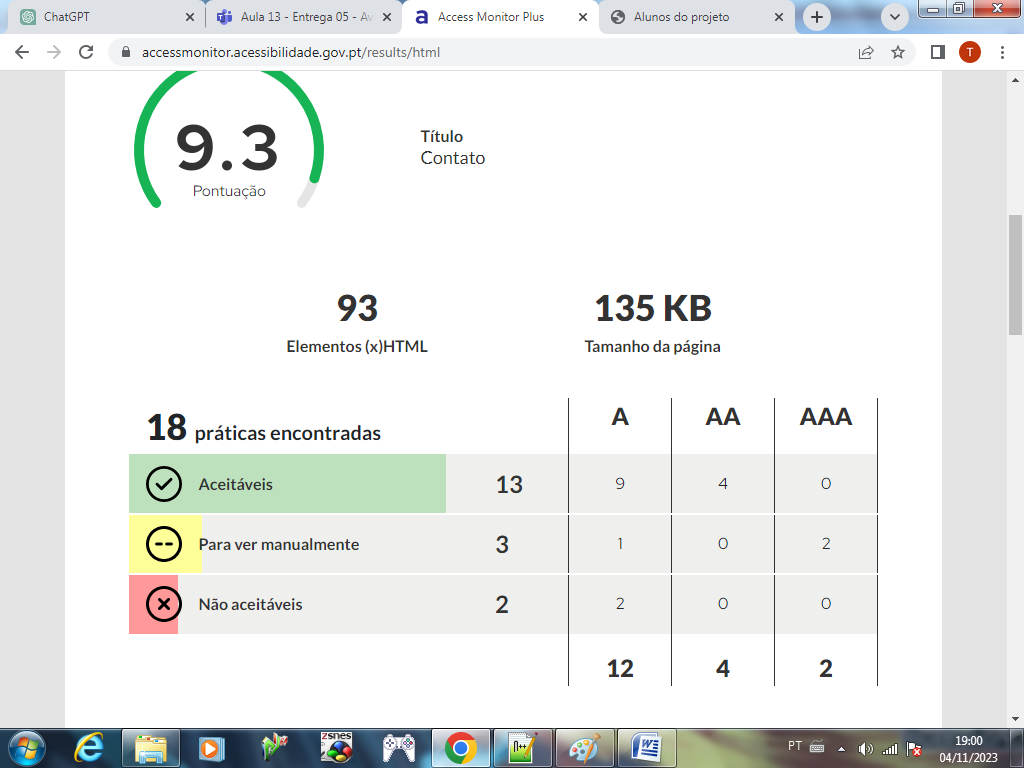 ChatGPT
Aula 13 - Entrega 05 - Av
Access Monitor Plus
Alunos do projeto
accessmonitor.acessibilidade.gov.pt/results/html
T
9.3
Pontuação
Título
Contato
93
Elementos (x)HTML
135 KB
Tamanho da página
18 práticas encontradas
A AA AAA
Aceitáveis 13 9 4 0
Para ver manualmente 3 1 0 2
Não aceitáveis 2 2 0 0
12 4 2
ZSNES
PT
19:00
04/11/2023